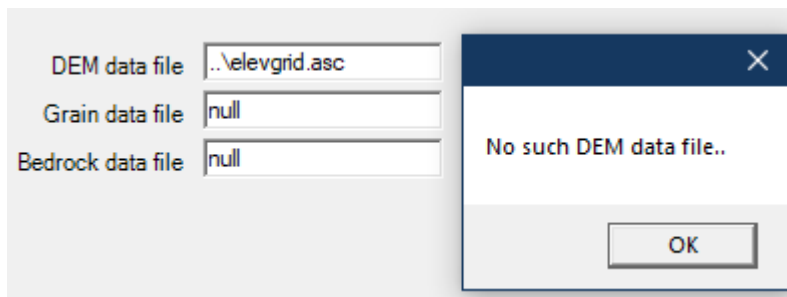 DEM data file ..\elevgrid.asc
Grain data file null
Bedrock data file null
No such DEM data file..
OK